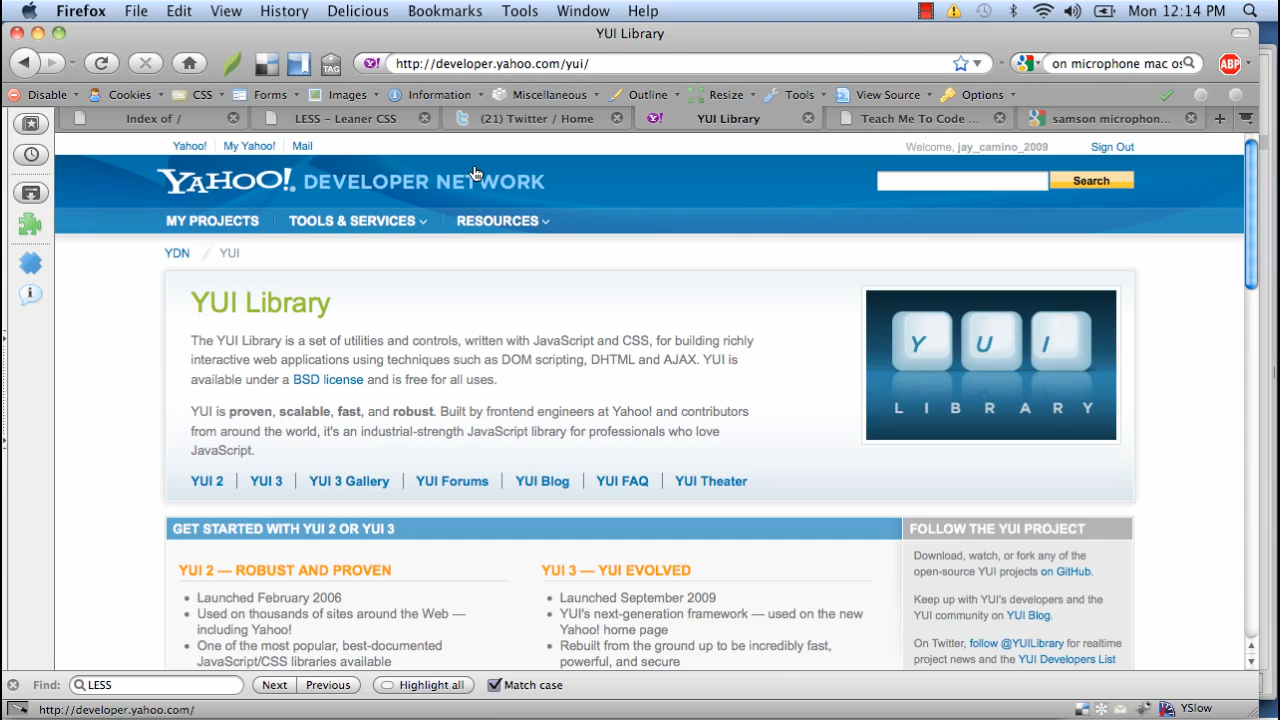 Firefox File Edit View History Delicious Bookmarks Tools Window Help Mon 12:14 PM
YUI Library
TAG http://developer.yahoo.com/yui/ on microphone mac os ABP
Disable Cookies CSS Forms Images Information Miscellaneous Outline Resize Tools View Source Options
Index of / LESS – Leaner CSS (21) Twitter / Home YUI Library Teach Me To Code ... samson microphon...
Yahoo! My Yahoo! Mail Welcome, jay_camino_2009 Sign Out
YAHOO! DEVELOPER NETWORK Search
MY PROJECTS TOOLS & SERVICES RESOURCES
YDN / YUI
YUI Library
The YUI Library is a set of utilities and controls, written with JavaScript and CSS, for building richly
interactive web applications using techniques such as DOM scripting, DHTML and AJAX. YUI is
available under a BSD license and is free for all uses.
YUI is proven, scalable, fast, and robust. Built by frontend engineers at Yahoo! and contributors
from around the world, it's an industrial-strength JavaScript library for professionals who love
JavaScript.
Y U I
LIBRARY
YUI 2 | YUI 3 | YUI 3 Gallery | YUI Forums | YUI Blog | YUI FAQ | YUI Theater
GET STARTED WITH YUI 2 OR YUI 3
YUI 2 — ROBUST AND PROVEN
• Launched February 2006
• Used on thousands of sites around the Web —
including Yahoo!
• One of the most popular, best-documented
JavaScript/CSS libraries available
YUI 3 — YUI EVOLVED
• Launched September 2009
• YUI's next-generation framework — used on the new
Yahoo! home page
• Rebuilt from the ground up to be incredibly fast,
powerful, and secure
FOLLOW THE YUI PROJECT
Download, watch, or fork any of the
open-source YUI projects on GitHub.
Keep up with YUI's developers and the
YUI community on YUI Blog.
On Twitter, follow @YUILibrary for realtime
project news and the YUI Developers List
Find: LESS Next Previous Highlight all Match case
http://developer.yahoo.com/ YSlow